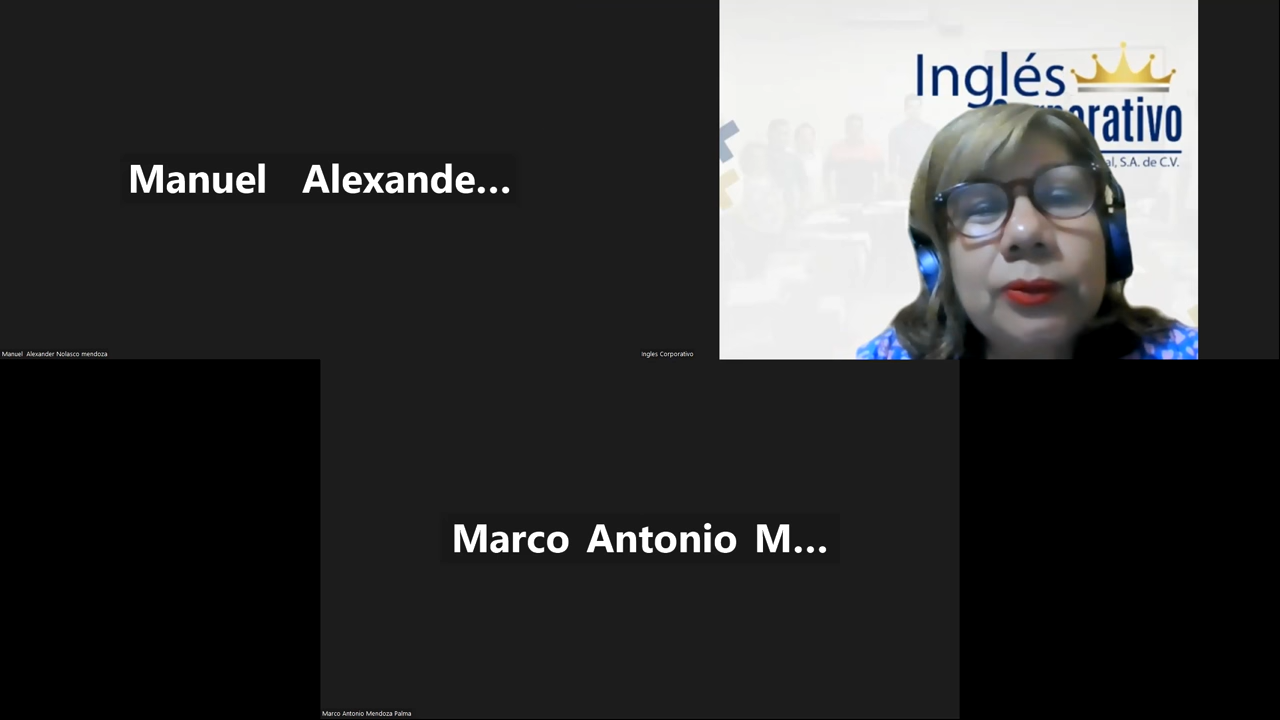 Manuel Alexande...
Manuel Alexander Nolasco mendoza
Inglés
rativo
al, S.A. de C.V.
Ingles Corporativo
Marco Antonio M...
Marco Antonio Mendoza Palma